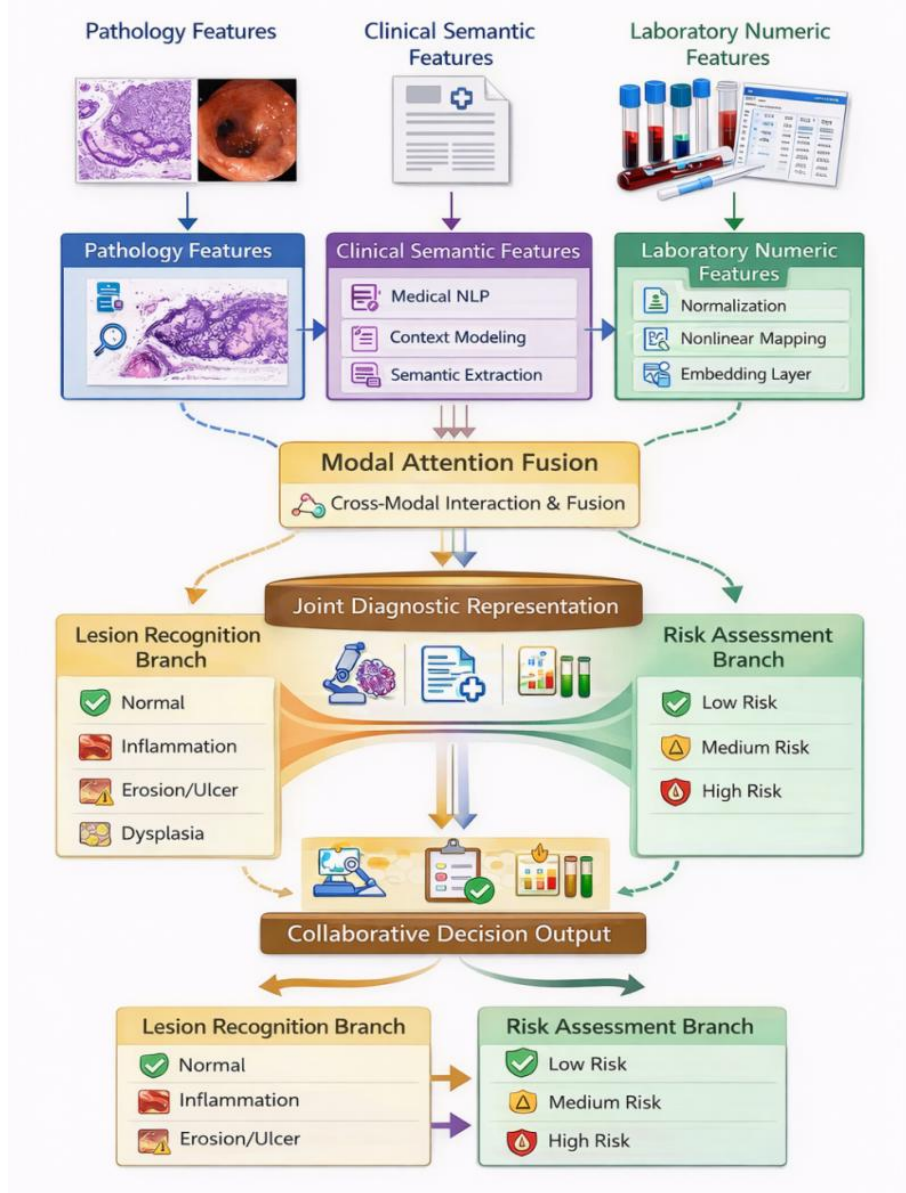 Pathology Features
Clinical Semantic
Features
Laboratory Numeric
Features
Pathology Features
Clinical Semantic Features
Medical NLP
Context Modeling
Semantic Extraction
Laboratory Numeric
Features
Normalization
Nonlinear Mapping
Embedding Layer
Modal Attention Fusion
Cross-Modal Interaction & Fusion
Joint Diagnostic Representation
Lesion Recognition
Branch
Normal
Inflammation
Erosion/Ulcer
Dysplasia
Risk Assessment
Branch
Low Risk
Medium Risk
High Risk
Collaborative Decision Output
Lesion Recognition Branch
Normal
Inflammation
Erosion/Ulcer
Risk Assessment Branch
Low Risk
Medium Risk
High Risk